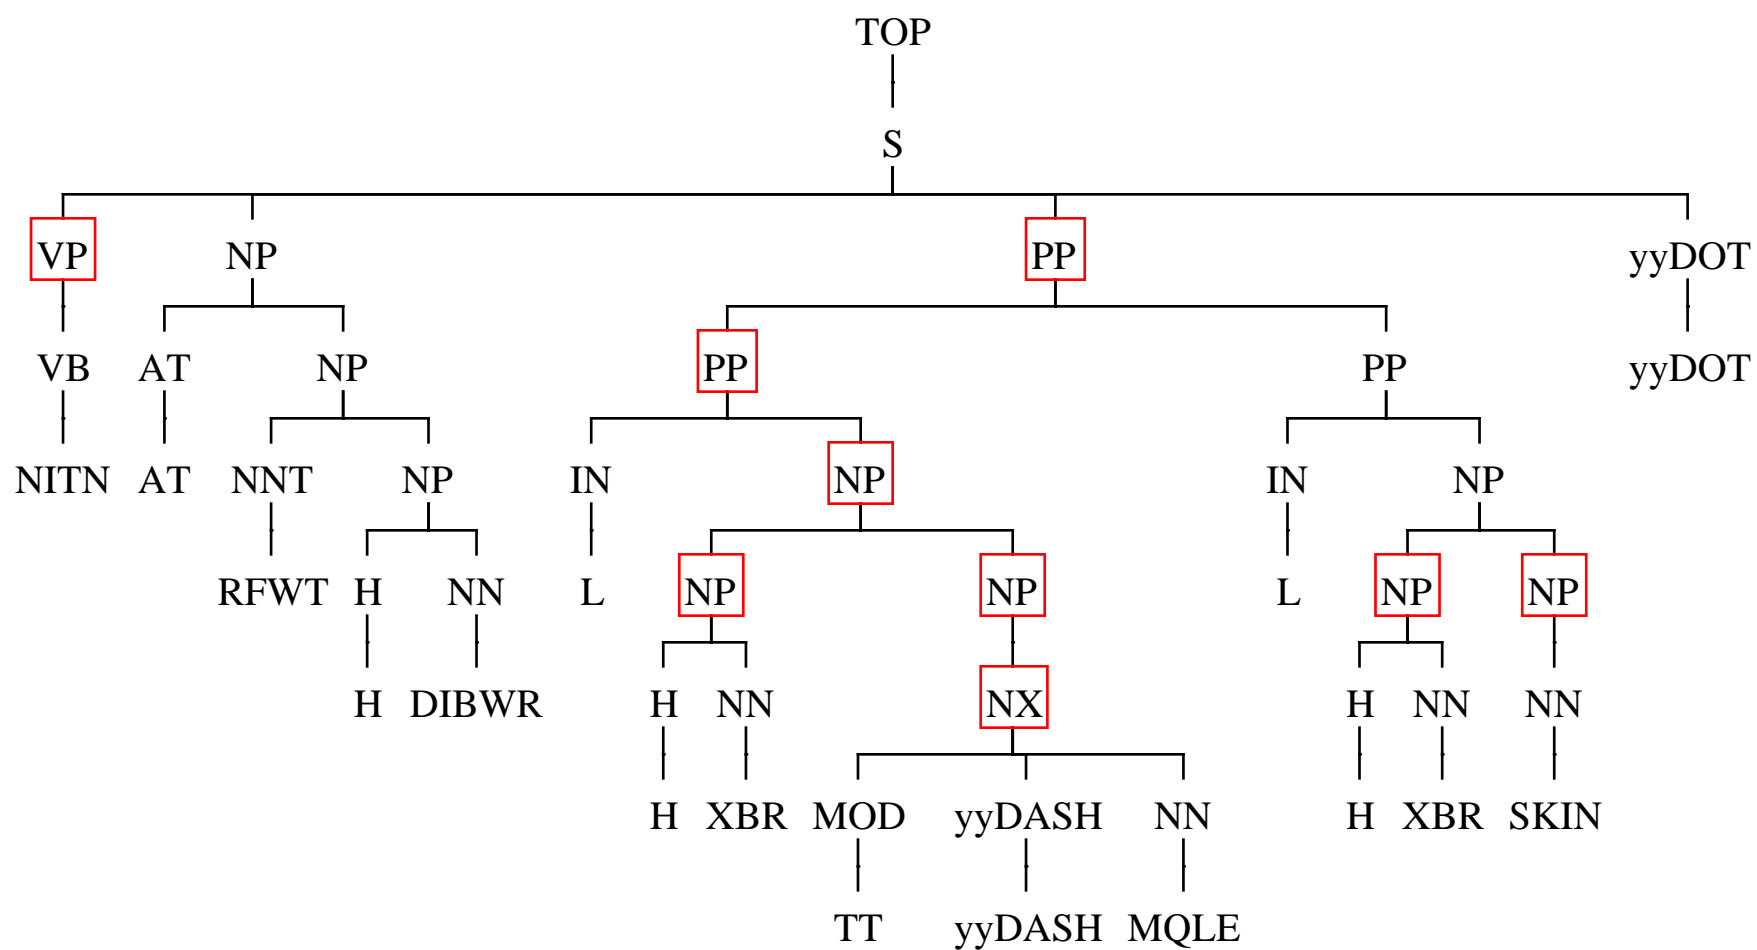 TOP
S
VP NP PP yyDOT
VB AT NP PP PP yyDOT
NITN AT NNT NP IN NP IN NP
RFWT H NN L NP NP L NP NP
H DIBWR H NN NX H NN NN
H XBR MOD yyDASH NN H XBR SKIN
TT yyDASH MQLE